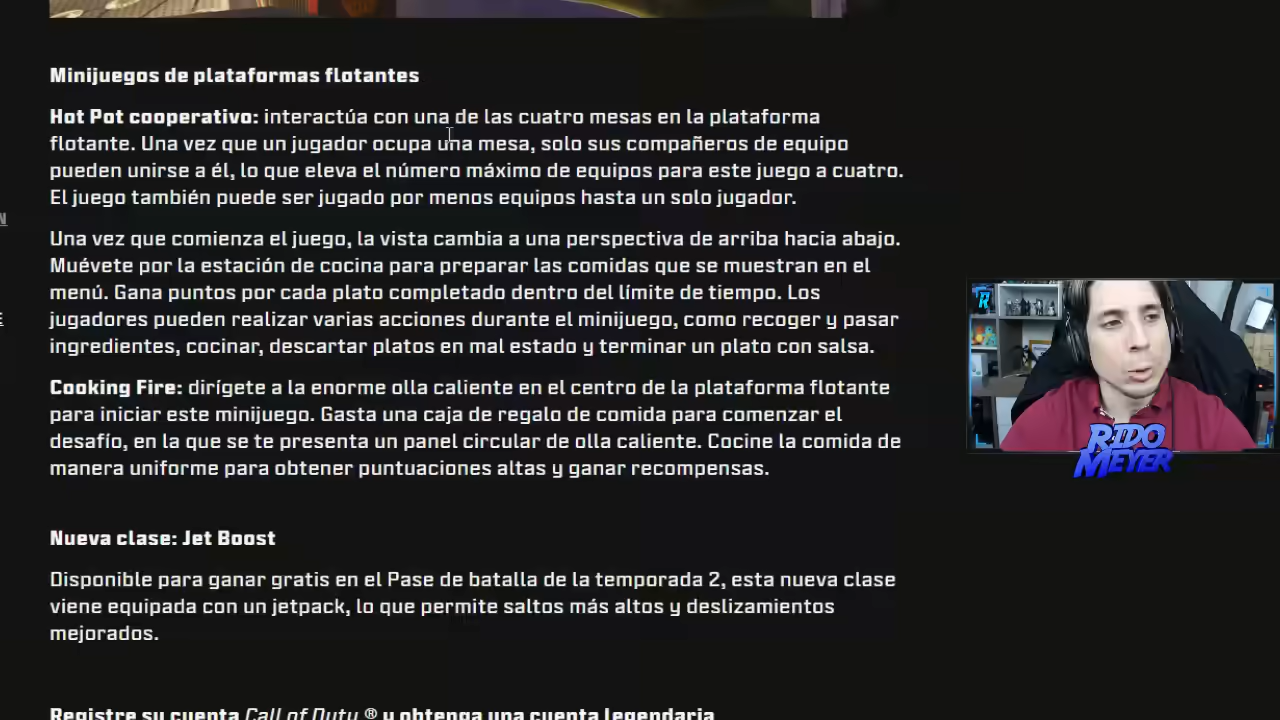 Minijuegos de plataformas flotantes
Hot Pot cooperativo: interactúa con una de las cuatro mesas en la plataforma
flotante. Una vez que un jugador ocupa una mesa, solo sus compañeros de equipo
pueden unirse a él, lo que eleva el número máximo de equipos para este juego a cuatro.
El juego también puede ser jugado por menos equipos hasta un solo jugador.
Una vez que comienza el juego, la vista cambia a una perspectiva de arriba hacia abajo.
Muévete por la estación de cocina para preparar las comidas que se muestran en el
menú. Gana puntos por cada plato completado dentro del límite de tiempo. Los
jugadores pueden realizar varias acciones durante el minijuego, como recoger y pasar
ingredientes, cocinar, descartar platos en mal estado y terminar un plato con salsa.
Cooking Fire: dirígete a la enorme olla caliente en el centro de la plataforma flotante
para iniciar este minijuego. Gasta una caja de regalo de comida para comenzar el
desafío, en la que se te presenta un panel circular de olla caliente. Cocine la comida de
manera uniforme para obtener puntuaciones altas y ganar recompensas.
Nueva clase: Jet Boost
Disponible para ganar gratis en el Pase de batalla de la temporada 2, esta nueva clase
viene equipada con un jetpack, lo que permite saltos más altos y deslizamientos
mejorados.
Registre su cuenta Call of Duty ® y obtenga una cuenta legendaria
N
E
R
RIDO
MEYER